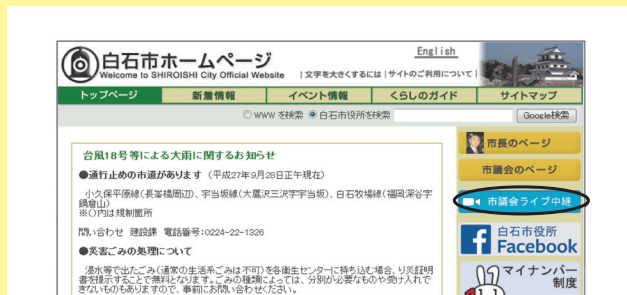 English
白石市ホームページ
Welcome to SHIROISHI City Official Website
｜文字を大きくするには｜サイトのご利用について｜
トップページ
新着情報
イベント情報
くらしのガイド
サイトマップ
WWW を検索 白石市役所を検索
Google検索
台風18号等による大雨に関するお知らせ
●通行止めの市道があります (平成27年9月28日正午現在)
小久保平原線(長峯橋周辺)、宇当坂線(大鷹沢三沢字宇当坂)、白石牧場線(福岡深谷字
鍋倉山)
※()内は規制箇所
問い合わせ 建設課 電話番号:0224-22-1326
●災害ごみの処理について
浸水等で出たごみ(通常の生活系ごみは不可)を各衛生センターに持ち込む場合、り災証明
書を提示することで無料となります。ごみの種類によっては、分別が必要なものや受け入れで
きないものもありますので、事前にお問い合わせください。
市長のページ
市議会のページ
市議会ライブ中継
白石市役所
Facebook
マイナンバー
制度